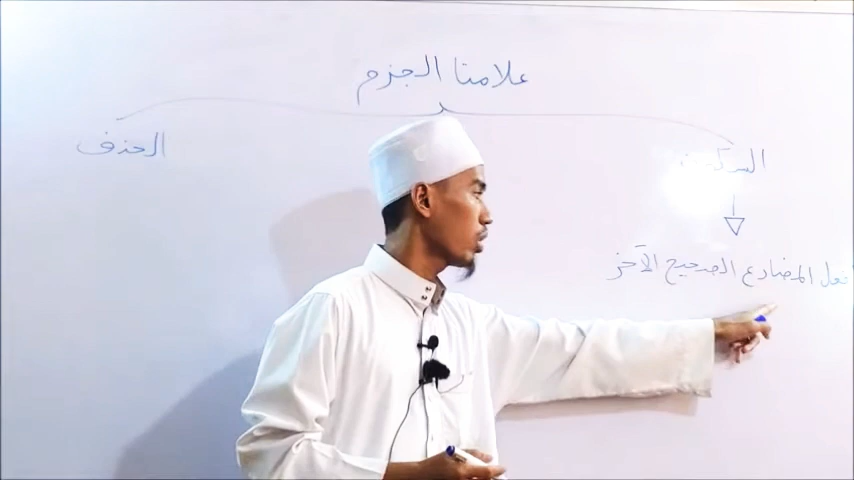 علامتا الجزم
السكون
الحذف
فعل المضارع الصحيح الآخر